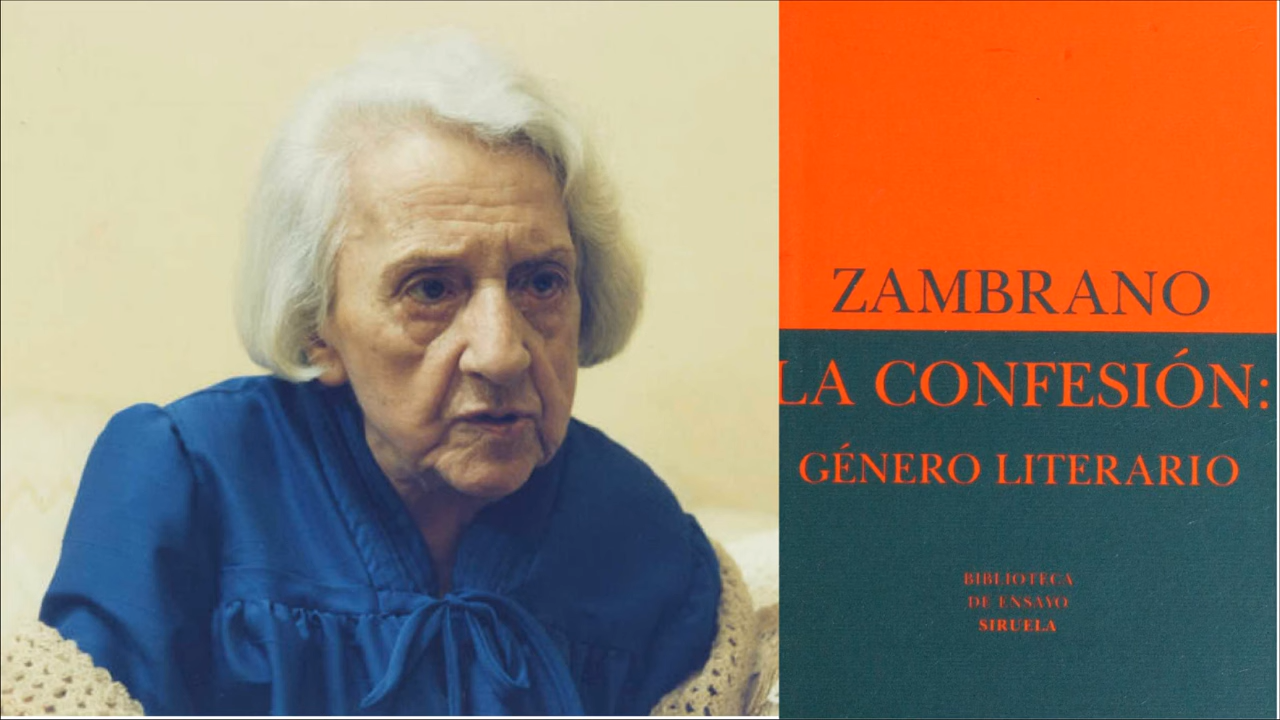 ZAMBRANO
LA CONFESIÓN:
GÉNERO LITERARIO
BIBLIOTECA
DE ENSAYO
SIRUELA